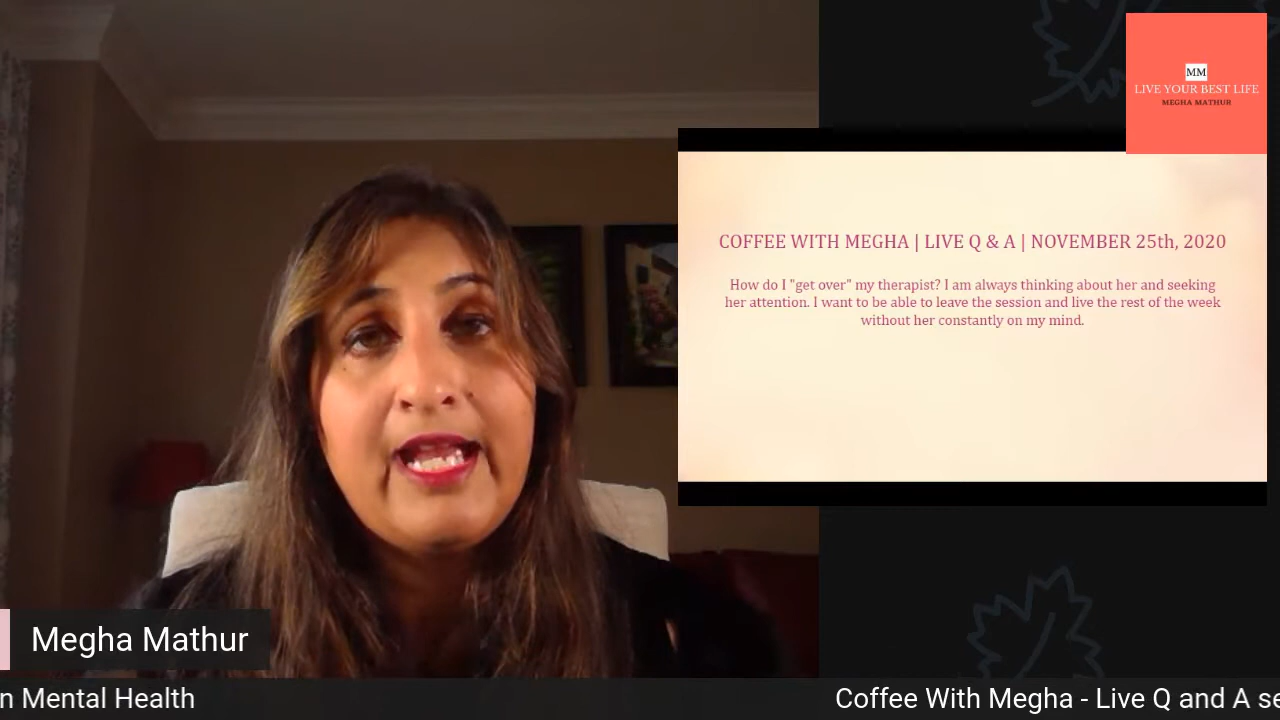 MM
LIVE YOUR BEST LIFE
MEGHA MATHUR
COFFEE WITH MEGHA | LIVE Q & A | NOVEMBER 25th, 2020
How do I "get over" my therapist? I am always thinking about her and seeking
her attention. I want to be able to leave the session and live the rest of the week
without her constantly on my mind.
Megha Mathur
n Mental Health
Coffee With Megha - Live Q and A se